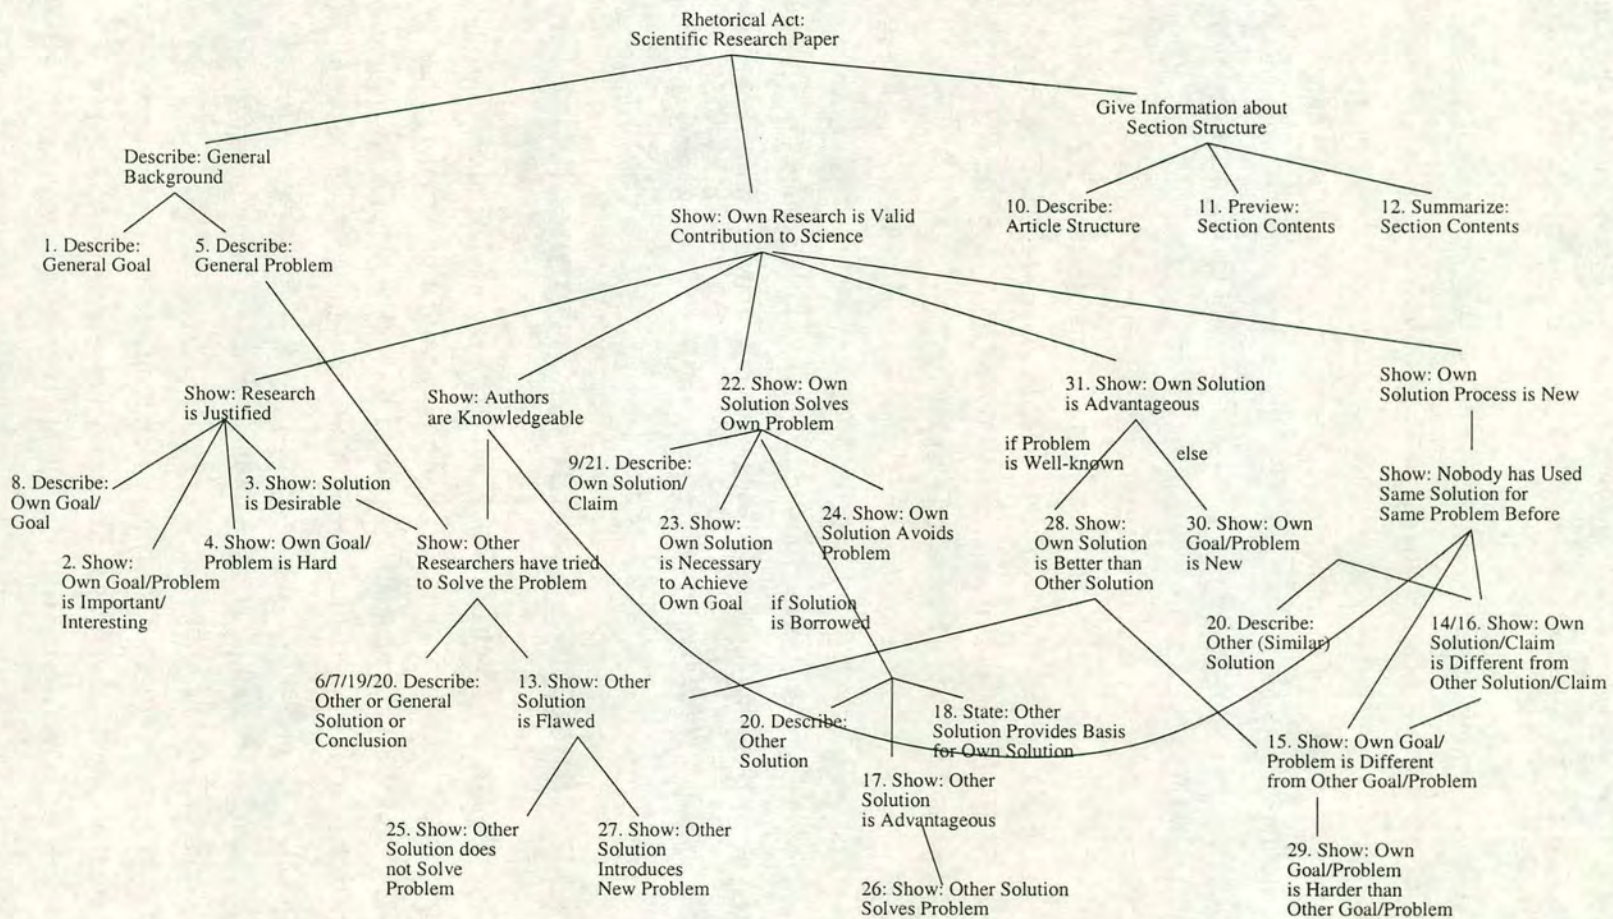 Rhetorical Act:
Scientific Research Paper
Give Information about
Section Structure
Describe: General
Background
10. Describe:
Article Structure
11. Preview:
Section Contents
12. Summarize:
Section Contents
Show: Own Research is Valid
Contribution to Science
1. Describe:
General Goal
5. Describe:
General Problem
Show: Research
is Justified
Show: Authors
are Knowledgeable
22. Show: Own
Solution Solves
Own Problem
31. Show: Own Solution
is Advantageous
Show: Own
Solution Process is New
if Problem
is Well-known
else
8. Describe:
Own Goal/
Goal
3. Show: Solution
is Desirable
9/21. Describe:
Own Solution/
Claim
Show: Nobody has Used
Same Solution for
Same Problem Before
2. Show:
Own Goal/Problem
is Important/
Interesting
4. Show: Own Goal/
Problem is Hard
Show: Other
Researchers have tried
to Solve the Problem
23. Show:
Own Solution
is Necessary
to Achieve
Own Goal
24. Show: Own
Solution Avoids
Problem
28. Show:
Own Solution
is Better than
Other Solution
30. Show: Own
Goal/Problem
is New
if Solution
is Borrowed
20. Describe:
Other (Similar)
Solution
14/16. Show: Own
Solution/Claim
is Different from
Other Solution/Claim
6/7/19/20. Describe:
Other or General
Solution or
Conclusion
13. Show: Other
Solution
is Flawed
20. Describe:
Other
Solution
18. State: Other
Solution Provides Basis
for Own Solution
15. Show: Own Goal/
Problem is Different
from Other Goal/Problem
17. Show: Other
Solution
is Advantageous
25. Show: Other
Solution does
not Solve
Problem
27. Show: Other
Solution
Introduces
New Problem
26: Show: Other Solution
Solves Problem
29. Show: Own
Goal/Problem
is Harder than
Other Goal/Problem